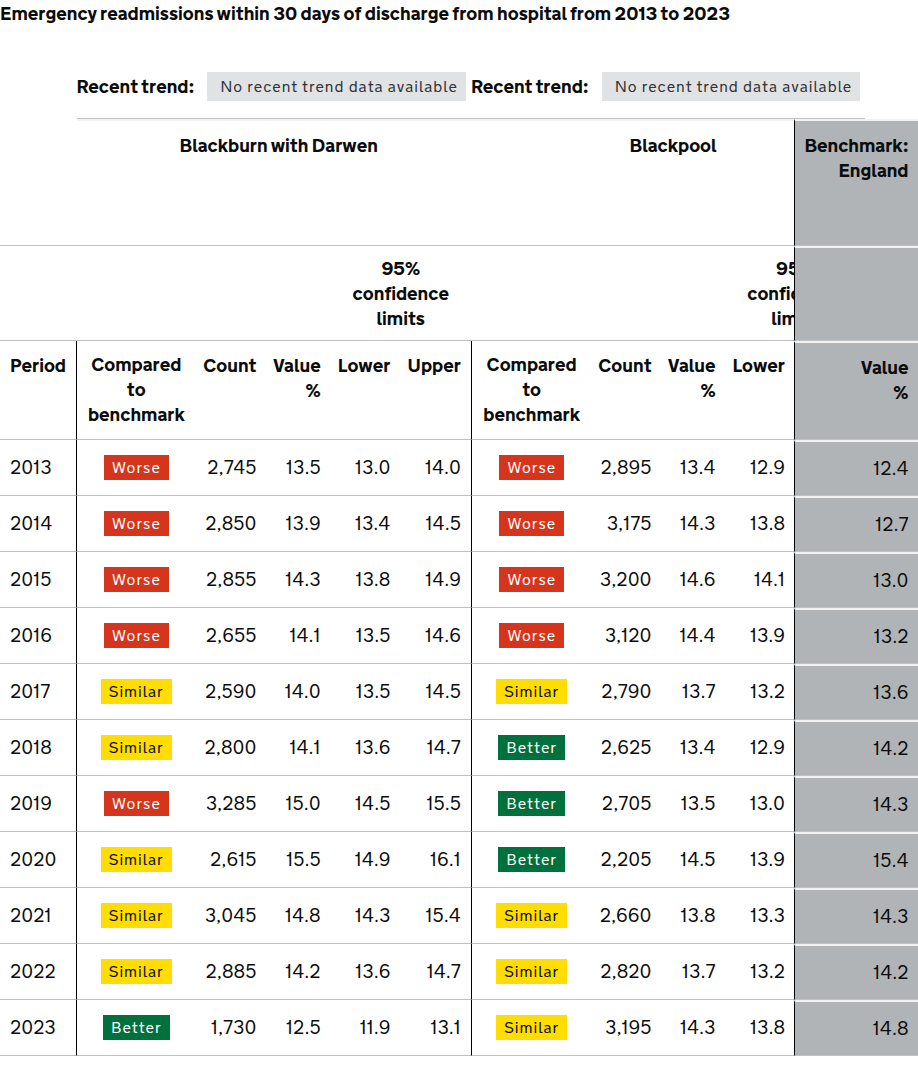 Emergency readmissions within 30 days of discharge from hospital from 2013 to 2023
Recent trend: No recent trend data available Recent trend: No recent trend data available
Blackburn with Darwen Blackpool Benchmark:
England
95% 95
confidence confid
limits lim
Period Compared Count Value Lower Upper Compared Count Value Lower Value
to % to % %
benchmark benchmark
2013 Worse 2,745 13.5 13.0 14.0 Worse 2,895 13.4 12.9 12.4
2014 Worse 2,850 13.9 13.4 14.5 Worse 3,175 14.3 13.8 12.7
2015 Worse 2,855 14.3 13.8 14.9 Worse 3,200 14.6 14.1 13.0
2016 Worse 2,655 14.1 13.5 14.6 Worse 3,120 14.4 13.9 13.2
2017 Similar 2,590 14.0 13.5 14.5 Similar 2,790 13.7 13.2 13.6
2018 Similar 2,800 14.1 13.6 14.7 Better 2,625 13.4 12.9 14.2
2019 Worse 3,285 15.0 14.5 15.5 Better 2,705 13.5 13.0 14.3
2020 Similar 2,615 15.5 14.9 16.1 Better 2,205 14.5 13.9 15.4
2021 Similar 3,045 14.8 14.3 15.4 Similar 2,660 13.8 13.3 14.3
2022 Similar 2,885 14.2 13.6 14.7 Similar 2,820 13.7 13.2 14.2
2023 Better 1,730 12.5 11.9 13.1 Similar 3,195 14.3 13.8 14.8